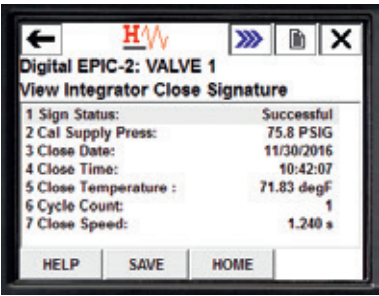 H
Digital EPIC-2: VALVE 1
View Integrator Close Signature
1 Sign Status: Successful
2 Cal Supply Press: 75.8 PSIG
3 Close Date: 11/30/2016
4 Close Time: 10:42:07
5 Close Temperature : 71.83 degF
6 Cycle Count: 1
7 Close Speed: 1.240 s
HELP SAVE HOME